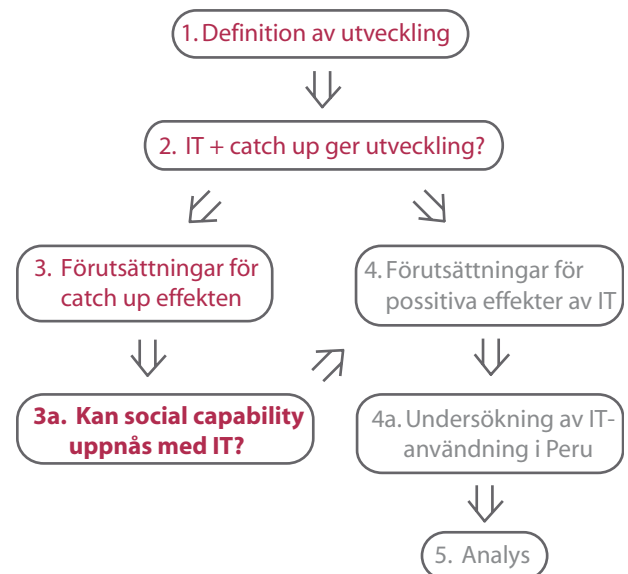 1. Definition av utveckling
2. IT + catch up ger utveckling?
3. Förutsättningar för
catch up effekten
4. Förutsättningar för
possitiva effekter av IT
3a. Kan social capability
uppnås med IT?
4a. Undersökning av IT-
användning i Peru
5. Analys